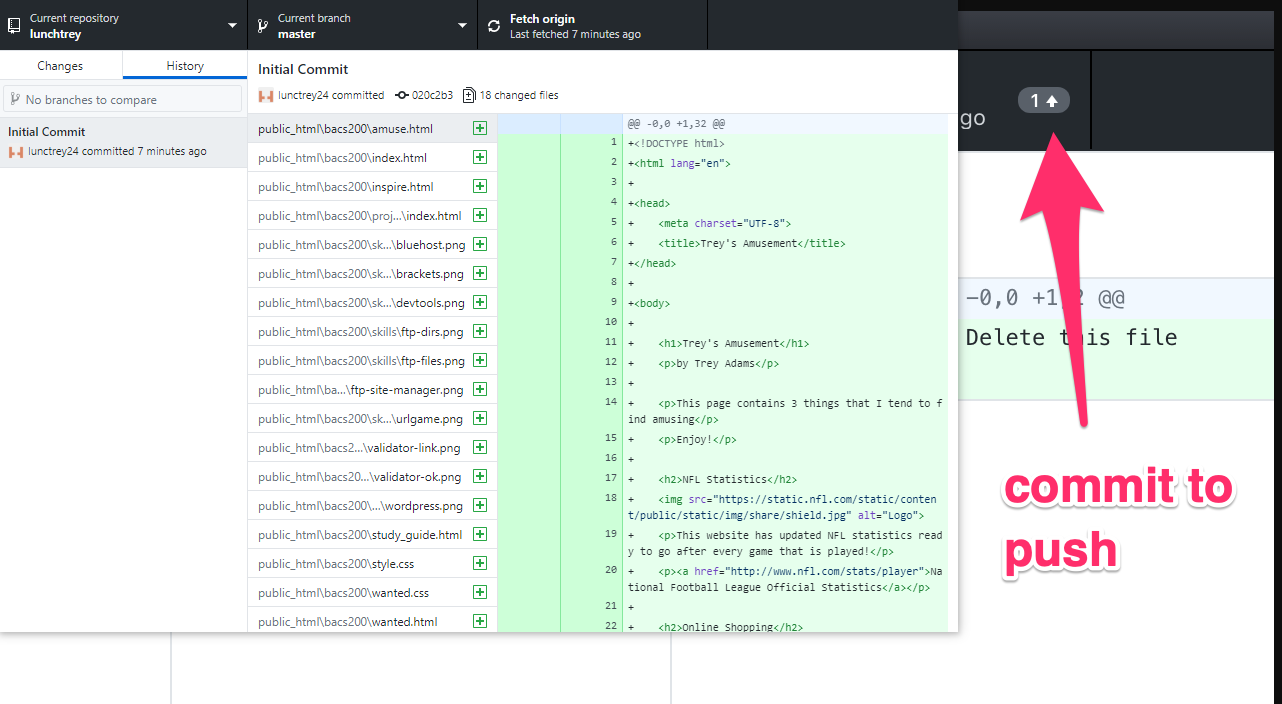 Current repository
lunchtrey
Current branch
master
Fetch origin
Last fetched 7 minutes ago
Changes
History
No branches to compare
Initial Commit
lunctrey24 committed 7 minutes ago
Initial Commit
lunctrey24 committed
020c2b3
18 changed files
public_html\bacs200\amuse.html
public_html\bacs200\index.html
public_html\bacs200\inspire.html
public_html\bacs200\proj...\index.html
public_html\bacs200\sk...\bluehost.png
public_html\bacs200\sk...\brackets.png
public_html\bacs200\sk...\devtools.png
public_html\bacs200\skills\ftp-dirs.png
public_html\bacs200\skills\ftp-files.png
public_html\ba...\ftp-site-manager.png
public_html\bacs200\sk...\urlgame.png
public_html\bacs2...\validator-link.png
public_html\bacs20...\validator-ok.png
public_html\bacs200\...\wordpress.png
public_html\bacs200\study_guide.html
public_html\bacs200\style.css
public_html\bacs200\wanted.css
public_html\bacs200\wanted.html
@@ -0,0 +1,32 @@
1 +<!DOCTYPE html>
2 +<html lang="en">
3 +
4 +<head>
5 +    <meta charset="UTF-8">
6 +    <title>Trey's Amusement</title>
7 +</head>
8 +
9 +<body>
10 +
11 +    <h1>Trey's Amusement</h1>
12 +    <p>by Trey Adams</p>
13 +
14 +    <p>This page contains 3 things that I tend to f
ind amusing</p>
15 +    <p>Enjoy!</p>
16 +
17 +    <h2>NFL Statistics</h2>
18 +    <img src="https://static.nfl.com/static/conten
t/public/static/img/share/shield.jpg" alt="Logo">
19 +    <p>This website has updated NFL statistics read
y to go after every game that is played!</p>
20 +    <p><a href="http://www.nfl.com/stats/player">Na
tional Football League Official Statistics</a></p>
21 +
22 +    <h2>Online Shopping</h2>
go
1
-0,0 +1,2 @@
Delete this file
commit to
push